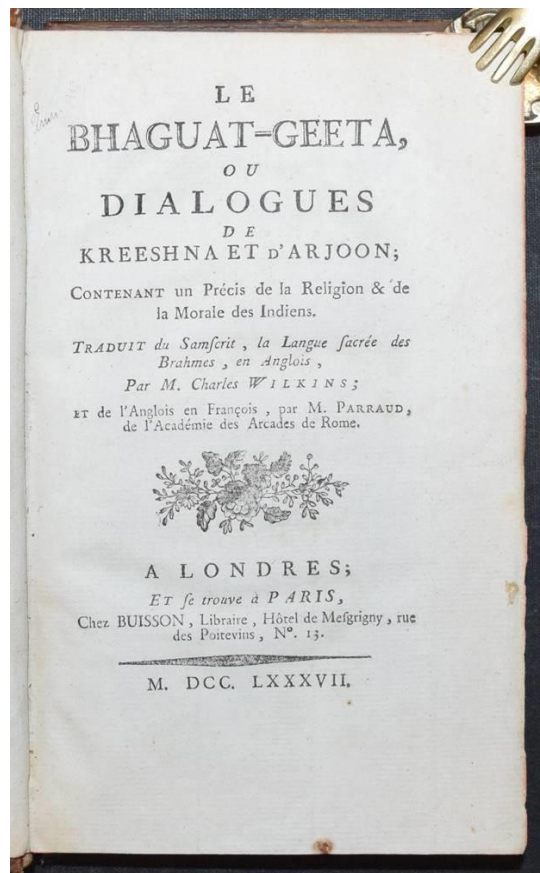 LE
BHAGUAT-GEETA,
OU
DIALOGUES
DE
KREESHNA ET D'ARJOON;
CONTENANT un Précis de la Religion & de
la Morale des Indiens.
TRADUIT du Samſcrit, la Langue ſacrée des
Brahmes, en Anglois,
Par M. Charles WILKINS;
ET de l'Anglois en François, par M. PARRAUD,
de l'Académie des Arcades de Rome.
A LONDRES;
ET ſe trouve à PARIS,
Chez BUISSON, Libraire, Hôtel de Meſgrigny, rue
des Poitevins, Nº. 13.
M. DCC. LXXXVII.